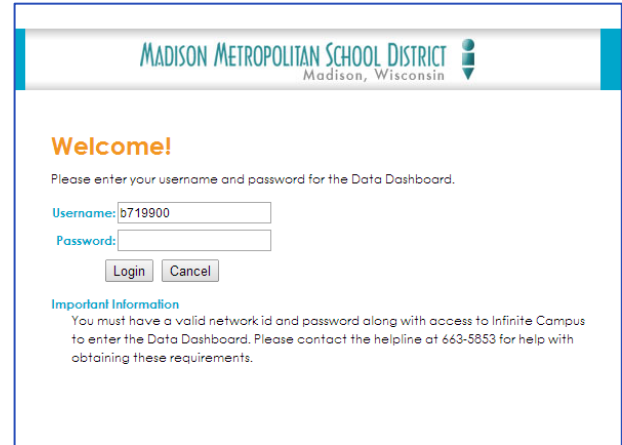 MADISON METROPOLITAN SCHOOL DISTRICT
Madison, Wisconsin
Welcome!
Please enter your username and password for the Data Dashboard.
Username: b719900
Password:
Login Cancel
Important Information
You must have a valid network id and password along with access to Infinite Campus
to enter the Data Dashboard. Please contact the helpline at 663-5853 for help with
obtaining these requirements.